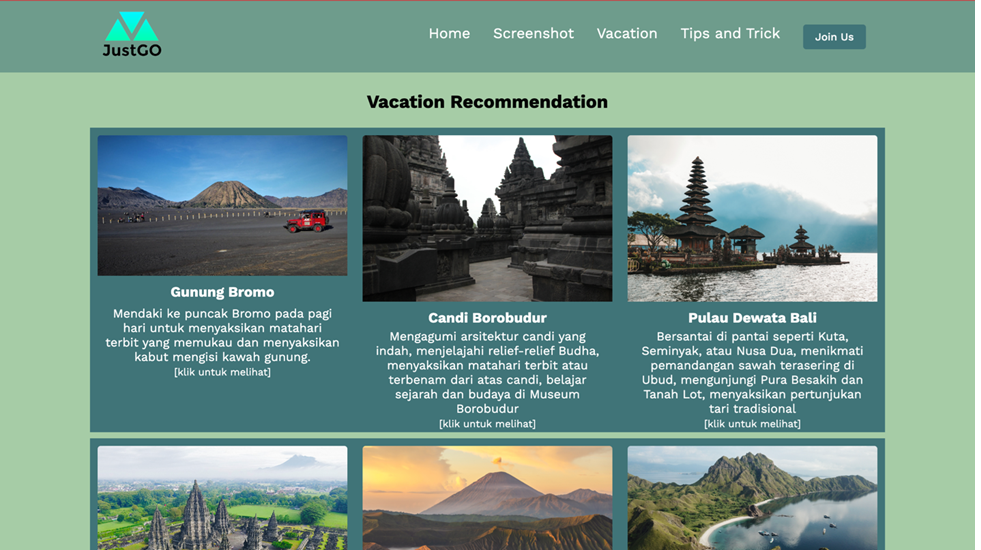 JustGO
Home Screenshot Vacation Tips and Trick Join Us
Vacation Recommendation
Gunung Bromo
Mendaki ke puncak Bromo pada pagi
hari untuk menyaksikan matahari
terbit yang memukau dan menyaksikan
kabut mengisi kawah gunung.
[klik untuk melihat]
Candi Borobudur
Mengagumi arsitektur candi yang
indah, menjelajahi relief-relief Budha,
menyaksikan matahari terbit atau
terbenam dari atas candi, belajar
sejarah dan budaya di Museum
Borobudur
[klik untuk melihat]
Pulau Dewata Bali
Bersantai di pantai seperti Kuta,
Seminyak, atau Nusa Dua, menikmati
pemandangan sawah terasering di
Ubud, mengunjungi Pura Besakih dan
Tanah Lot, menyaksikan pertunjukan
tari tradisional
[klik untuk melihat]